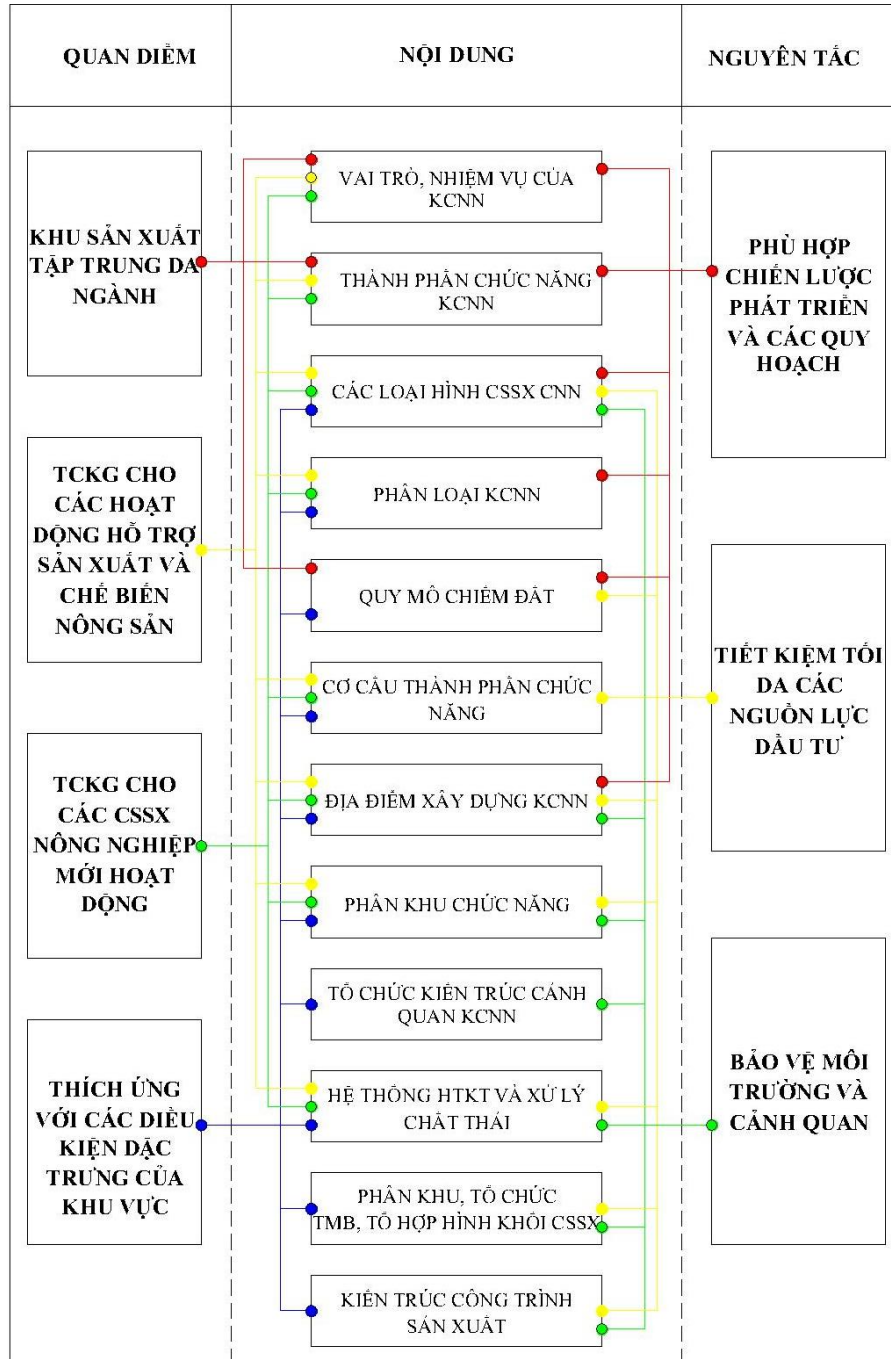 QUAN DIỂM
NỘI DUNG
NGUYÊN TẮC
KHU SẢN XUẤT
TẬP TRUNG DA
NGÀNH
TCKG CHO
CÁC HOẠT
DỘNG HỖ TRỢ
SẢN XUẤT VÀ
CHẾ BIẾN
NÔNG SẢN
TCKG CHO
CÁC CSSX
NÔNG NGHIỆP
MỚI HOẠT
DỘNG
THÍCH ỨNG
VỚI CÁC DIỀU
KIỆN DẶC
TRƯNG CỦA
KHU VỰC
VAI TRÒ, NHIỆM VỤ CỦA
KCNN
THÀNH PHẦN CHỨC NĂNG
KCNN
CÁC LOẠI HÌNH CSSX CNN
PHÂN LOẠI KCNN
QUY MÔ CHIẾM ĐẤT
CƠ CẤU THÀNH PHẦN CHỨC
NĂNG
ĐỊA ĐIỂM XÂY DỰNG KCNN
PHÂN KHU CHỨC NĂNG
TỔ CHỨC KIẾN TRÚC CẢNH
QUAN KCNN
HỆ THỐNG HTKT VÀ XỬ LÝ
CHẤT THẢI
PHÂN KHU, TỔ CHỨC
TMB, TỔ HỢP HÌNH KHỐI CSSX
KIẾN TRÚC CÔNG TRÌNH
SẢN XUẤT
PHÙ HỢP
CHIẾN LƯỢC
PHÁT TRIỂN
VÀ CÁC QUY
HOẠCH
TIẾT KIỆM TỐI
DA CÁC
NGUỒN LỰC
DẦU TƯ
BẢO VỆ MÔI
TRƯỜNG VÀ
CẢNH QUAN